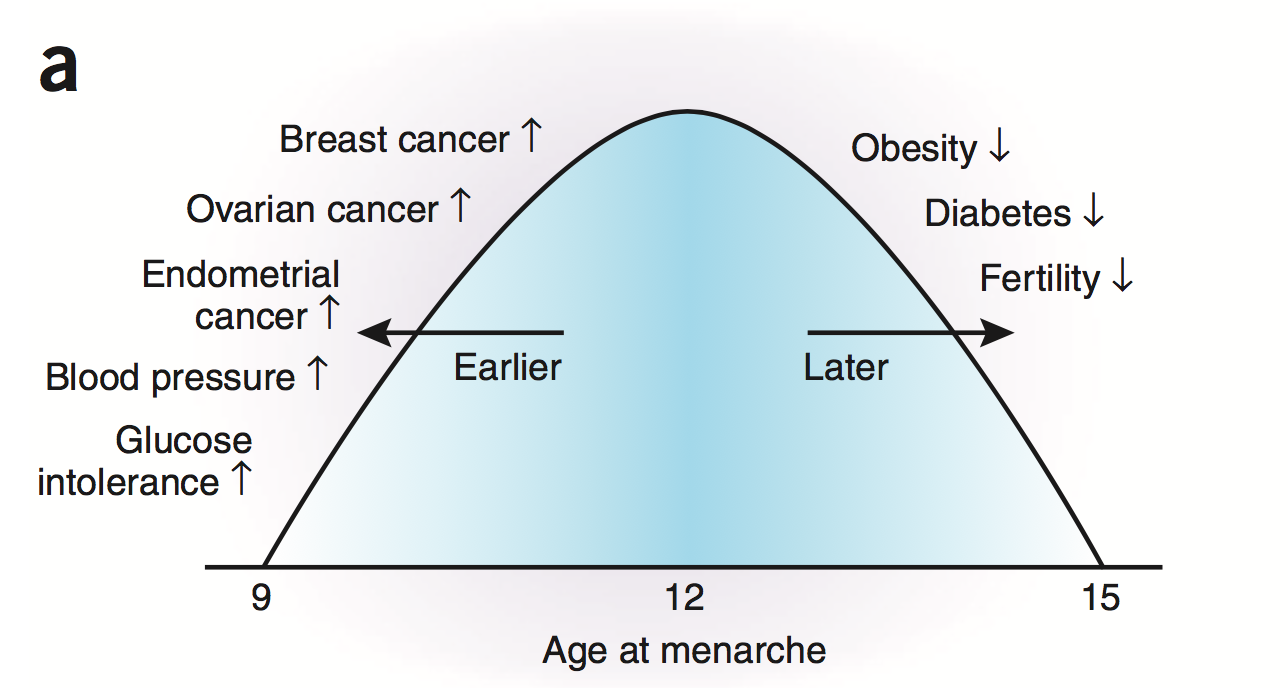 a
Breast cancer ↑
Ovarian cancer ↑
Endometrial
cancer ↑
Blood pressure ↑
Glucose
intolerance ↑
Obesity ↓
Diabetes ↓
Fertility ↓
Earlier
Later
9
12
15
Age at menarche